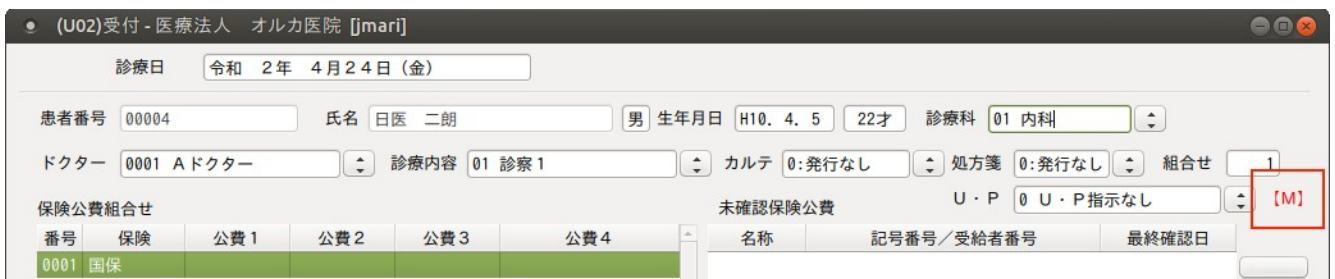 (U02)受付 - 医療法人　オルカ医院 [jmari]
診療日 令和　2年　4月24日（金）
患者番号 00004 氏名 日医　二朗 男 生年月日 H10. 4. 5 22才 診療科 01 内科
ドクター 0001 Aドクター 診療内容 01 診察1 カルテ 0:発行なし 処方箋 0:発行なし 組合せ 1
U・P 0 U・P指示なし 【M】
保険公費組合せ 未確認保険公費
番号 保険 公費1 公費2 公費3 公費4 名称 記号番号／受給者番号 最終確認日
0001 国保